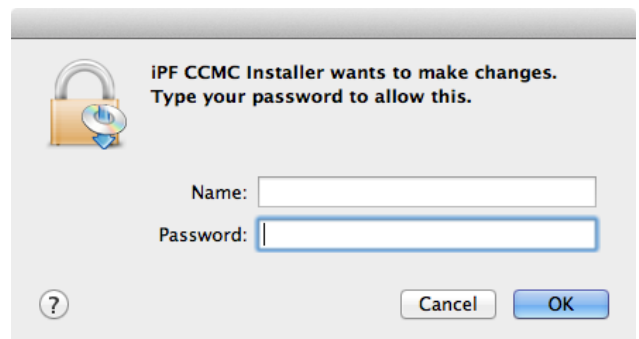 iPF CCMC Installer wants to make changes.
Type your password to allow this.
Name:
Password:
?
Cancel
OK